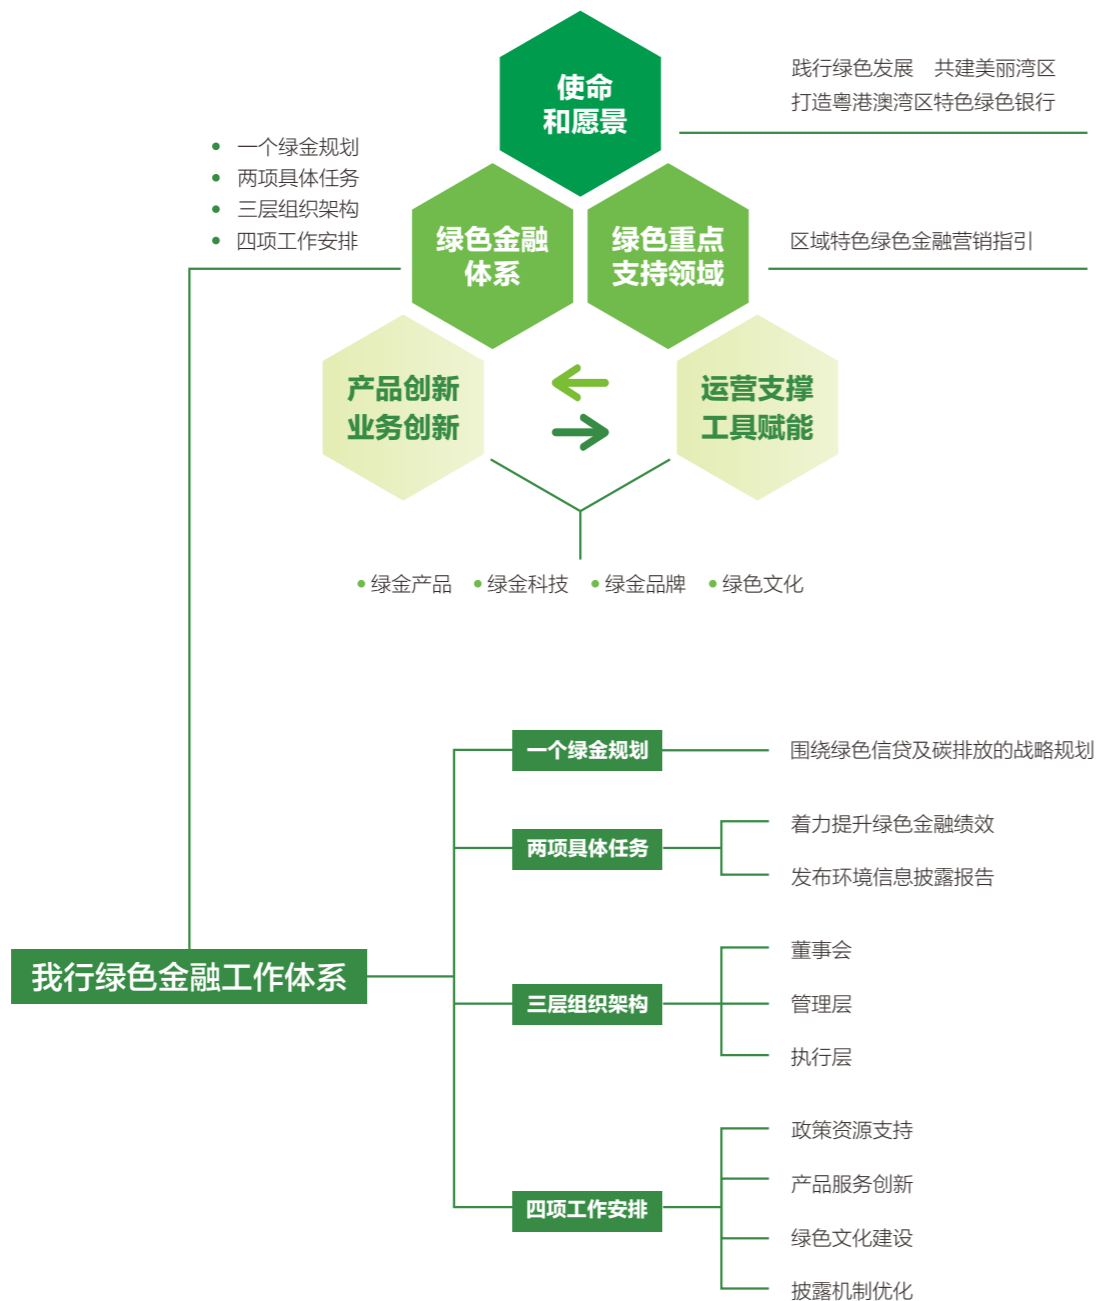 使命
和愿景
践行绿色发展 共建美丽湾区
打造粤港澳湾区特色绿色银行
一个绿金规划
两项具体任务
三层组织架构
四项工作安排
绿色金融
体系
绿色重点
支持领域
区域特色绿色金融营销指引
产品创新
业务创新
运营支撑
工具赋能
绿金产品 绿金科技 绿金品牌 绿色文化
我行绿色金融工作体系
一个绿金规划
围绕绿色信贷及碳排放的战略规划
两项具体任务
着力提升绿色金融绩效
发布环境信息披露报告
三层组织架构
董事会
管理层
执行层
四项工作安排
政策资源支持
产品服务创新
绿色文化建设
披露机制优化